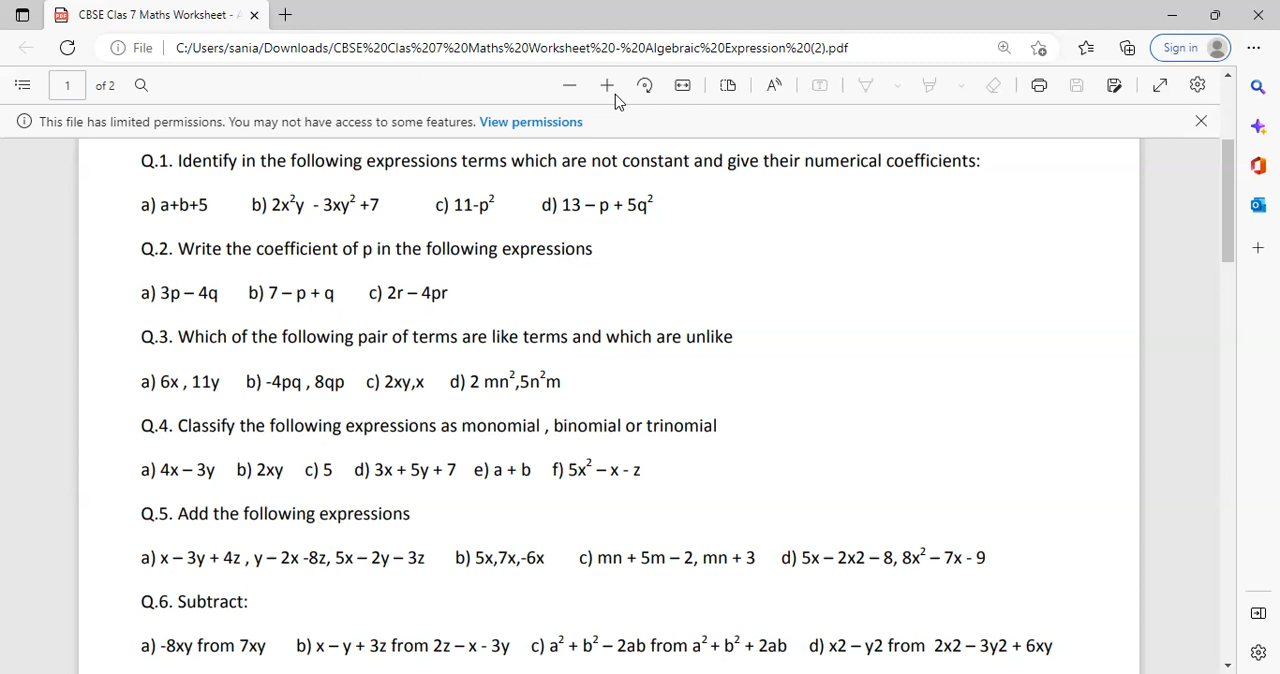 CBSE Clas 7 Maths Worksheet - A
File C:/Users/sania/Downloads/CBSE%20Clas%207%20Maths%20Worksheet%20-%20Algebraic%20Expression%20(2).pdf Sign in
1 of 2
This file has limited permissions. You may not have access to some features. View permissions
Q.1. Identify in the following expressions terms which are not constant and give their numerical coefficients:
a) a+b+5 b) 2x²y - 3xy² +7 c) 11-p² d) 13 – p + 5q²
Q.2. Write the coefficient of p in the following expressions
a) 3p – 4q b) 7 – p + q c) 2r – 4pr
Q.3. Which of the following pair of terms are like terms and which are unlike
a) 6x , 11y b) -4pq , 8qp c) 2xy,x d) 2 mn²,5n²m
Q.4. Classify the following expressions as monomial , binomial or trinomial
a) 4x – 3y b) 2xy c) 5 d) 3x + 5y + 7 e) a + b f) 5x² – x - z
Q.5. Add the following expressions
a) x – 3y + 4z , y – 2x -8z, 5x – 2y – 3z b) 5x,7x,-6x c) mn + 5m – 2, mn + 3 d) 5x – 2x2 – 8, 8x² – 7x - 9
Q.6. Subtract:
a) -8xy from 7xy b) x – y + 3z from 2z – x - 3y c) a² + b² – 2ab from a² + b² + 2ab d) x2 – y2 from 2x2 – 3y2 + 6xy